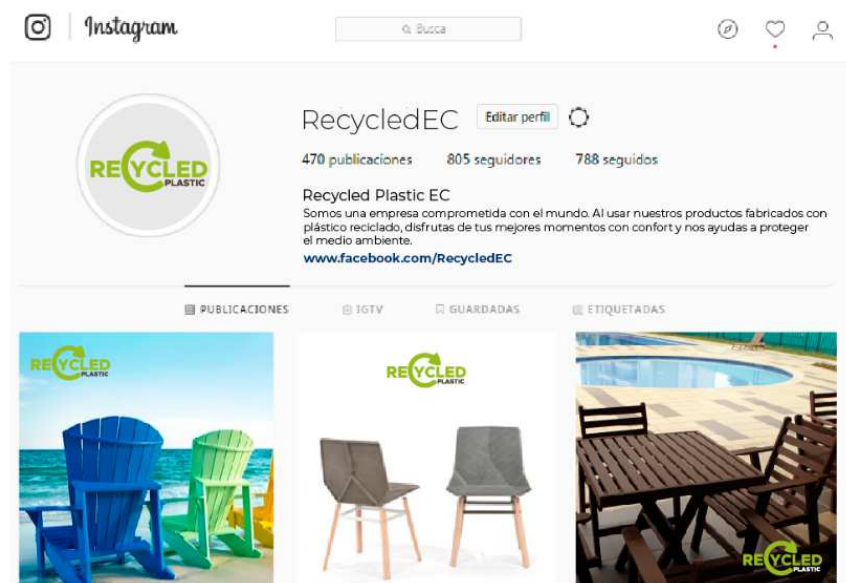 Instagram
Busca
RecycledEC Editar perfil
470 publicaciones 805 seguidores 788 seguidos
RECYCLED
PLASTIC
Recycled Plastic EC
Somos una empresa comprometida con el mundo. Al usar nuestros productos fabricados con
plástico reciclado, disfrutas de tus mejores momentos con confort y nos ayudas a proteger
el medio ambiente.
www.facebook.com/RecycledEC
PUBLICACIONES IGTV GUARDADAS ETIQUETADAS
RECYCLED
PLASTIC
RECYCLED
PLASTIC
RECYCLED
PLASTIC